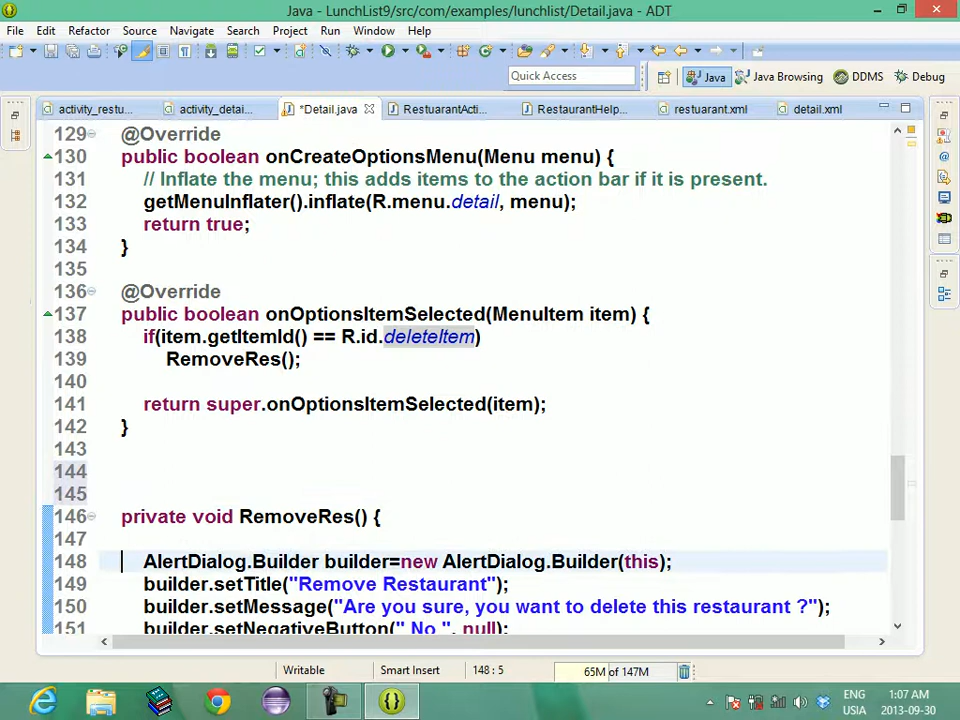 Java - LunchList9/src/com/examples/lunchlist/Detail.java - ADT
File Edit Refactor Source Navigate Search Project Run Window Help
Quick Access
Java Java Browsing DDMS Debug
activity_restu... activity_detai... *Detail.java RestuarantActi... RestaurantHelp... restuarant.xml detail.xml
129 @Override
130 public boolean onCreateOptionsMenu(Menu menu) {
131 // Inflate the menu; this adds items to the action bar if it is present.
132 getMenuInflater().inflate(R.menu.detail, menu);
133 return true;
134 }
135
136 @Override
137 public boolean onOptionsItemSelected(MenuItem item) {
138 if(item.getItemId() == R.id.deleteItem)
139 RemoveRes();
140
141 return super.onOptionsItemSelected(item);
142 }
143
144
145
146 private void RemoveRes() {
147
148 AlertDialog.Builder builder=new AlertDialog.Builder(this);
149 builder.setTitle("Remove Restaurant");
150 builder.setMessage("Are you sure, you want to delete this restaurant ?");
151 builder.setNegativeButton(" No ", null);
Writable Smart Insert 148 : 5 65M of 147M
ENG 1:07 AM
USIA 2013-09-30